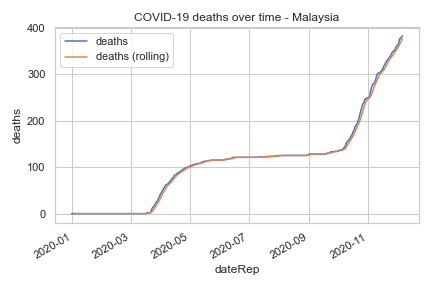 COVID-19 deaths over time - Malaysia
deaths
deaths (rolling)
400
300
200
100
0
deaths
2020-01
2020-03
2020-05
2020-07
2020-09
2020-11
dateRep